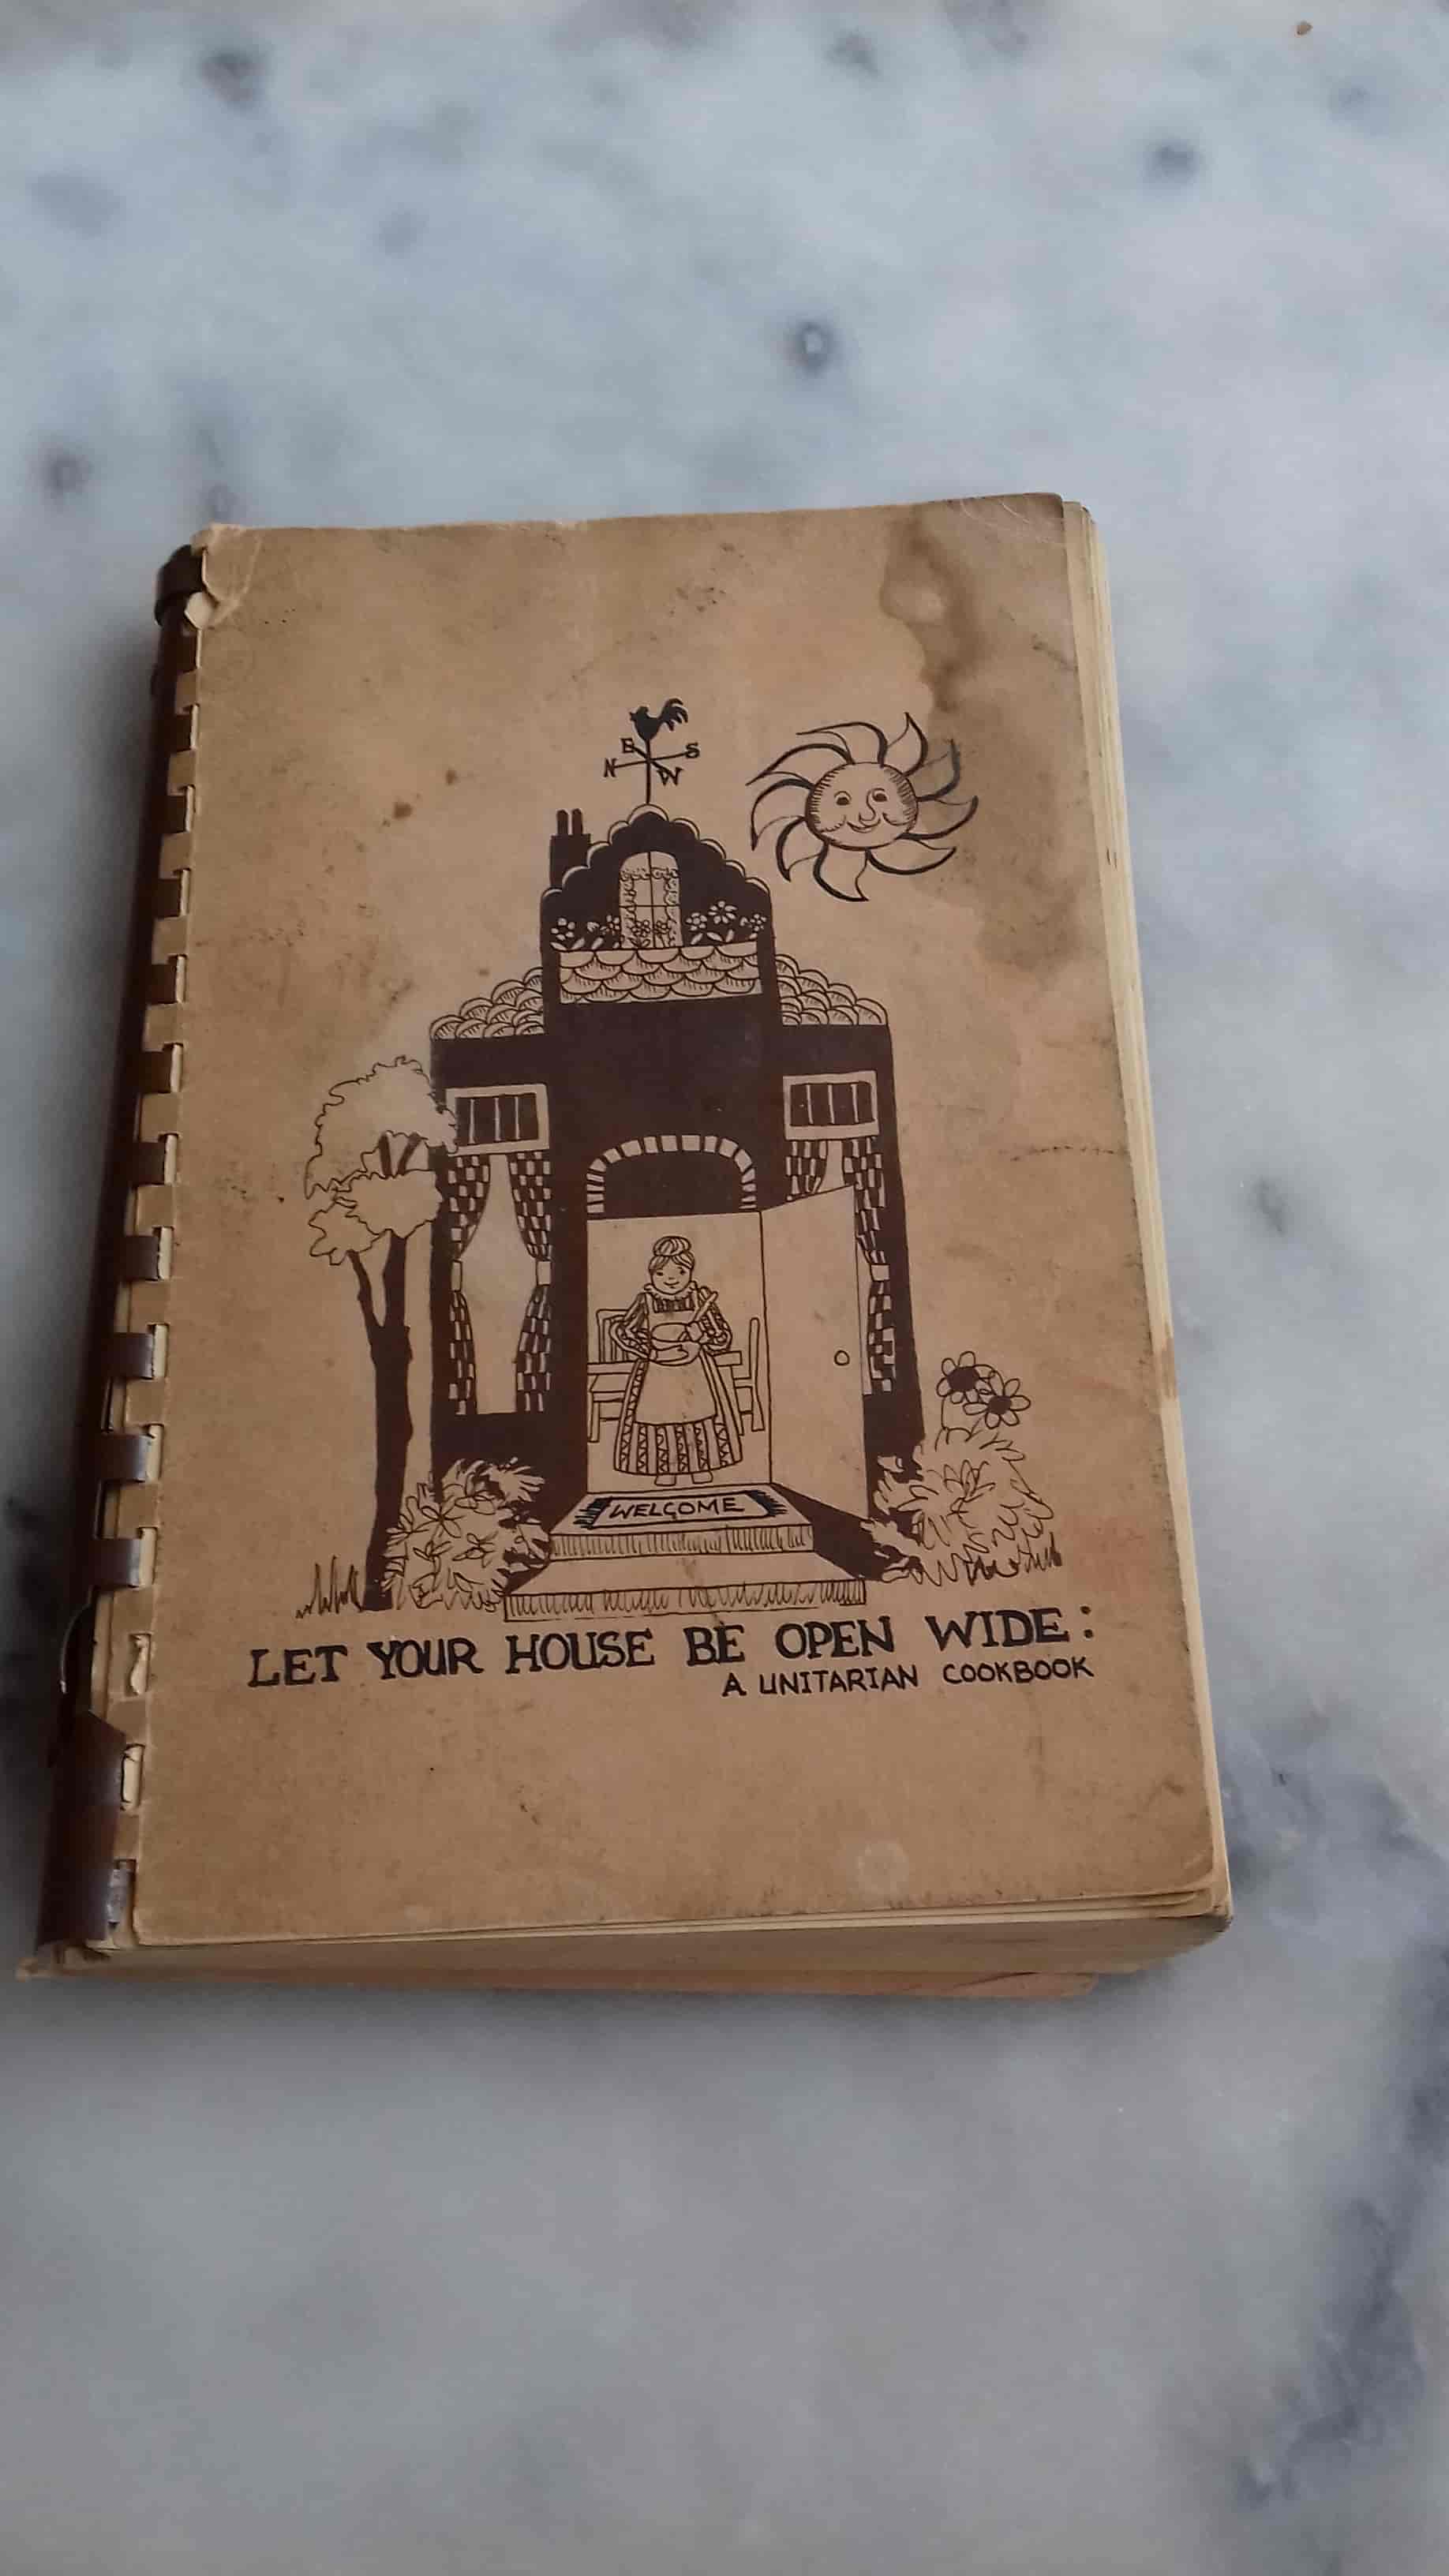 E S
N W
WELCOME
LET YOUR HOUSE BE OPEN WIDE:
A UNITARIAN COOKBOOK